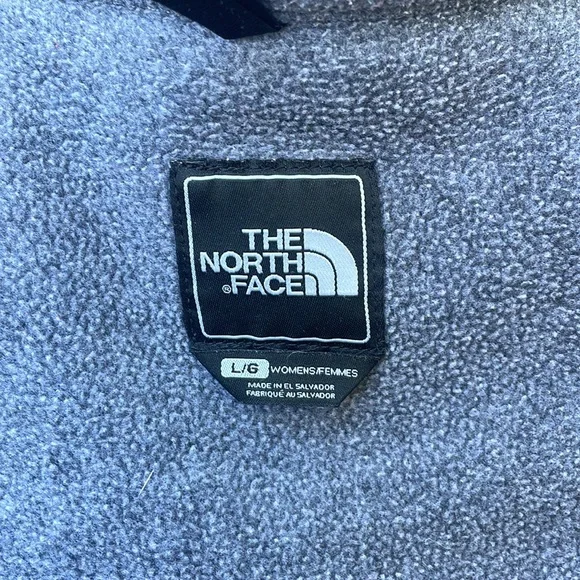 THE
NORTH
®FACE
L/G WOMENS/FEMMES
MADE IN EL SALVADOR
FABRIQUÉ AU SALVADOR